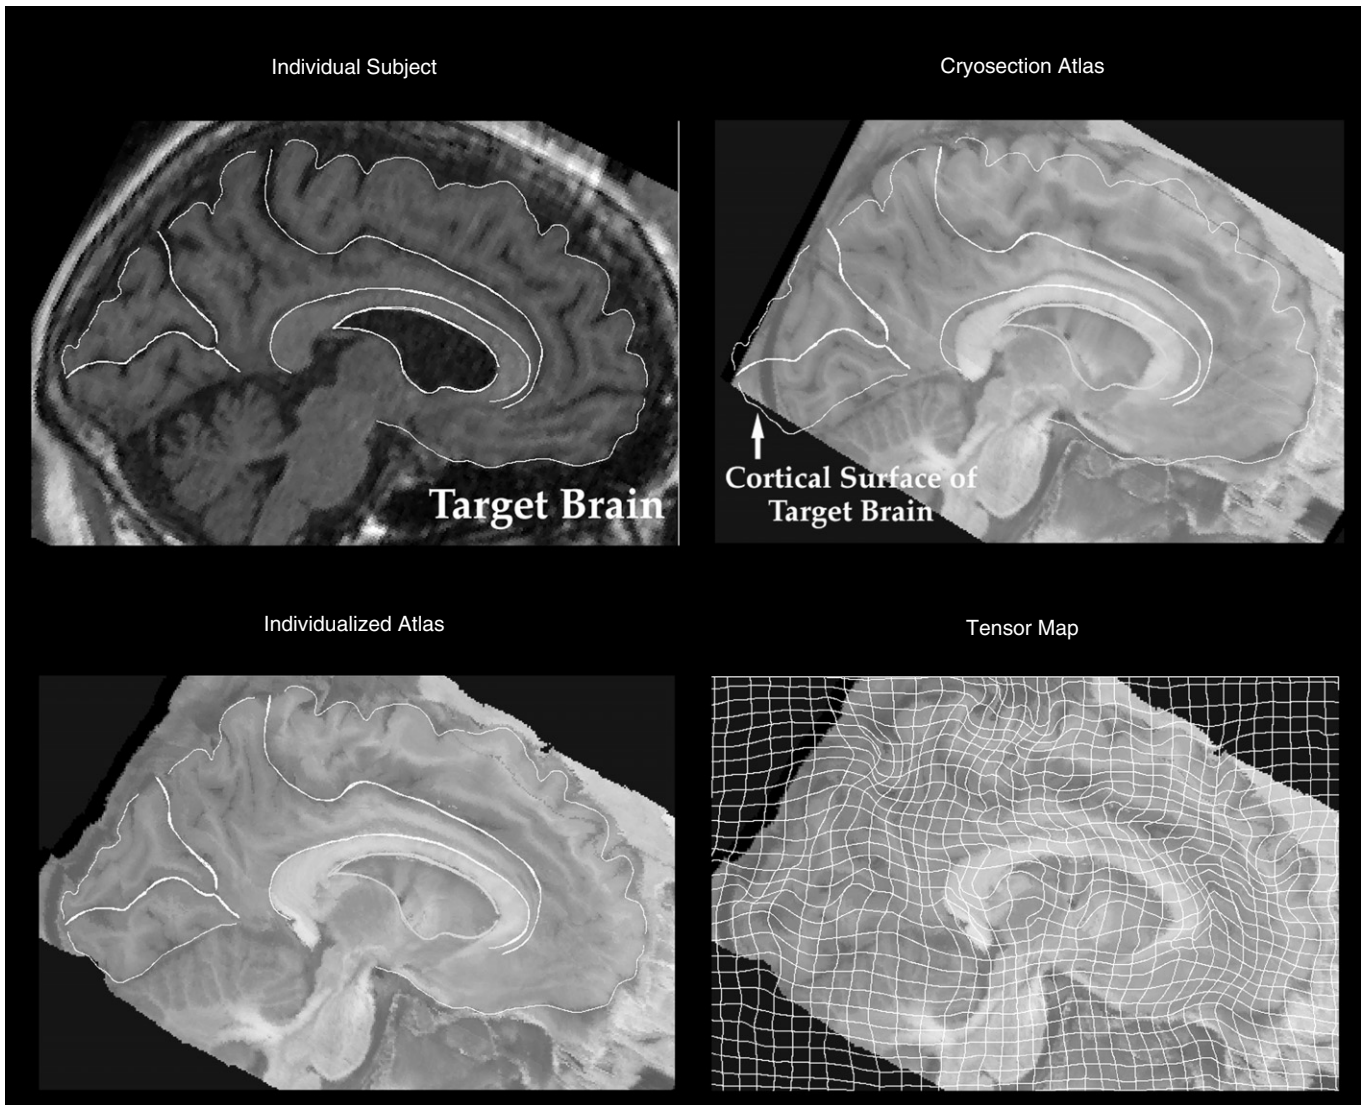 Individual Subject
Cryosection Atlas
Target Brain
Cortical Surface of
Target Brain
Individualized Atlas
Tensor Map